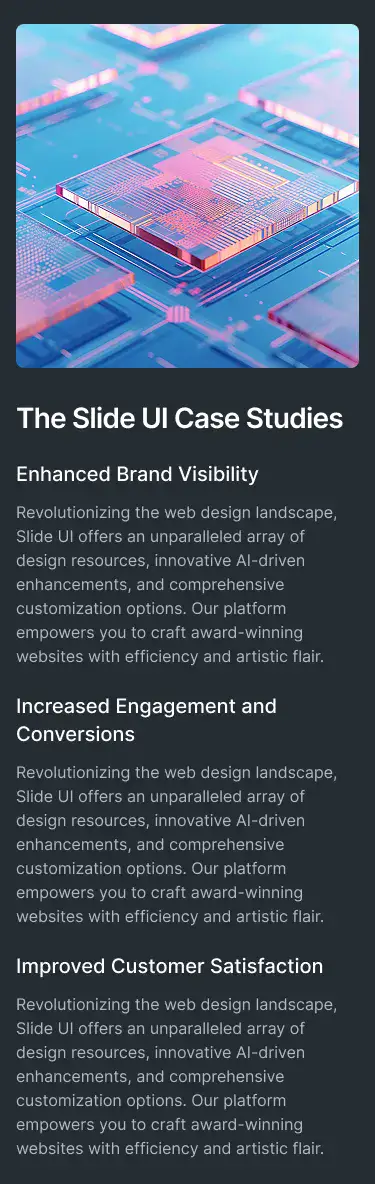 The Slide UI Case Studies
Enhanced Brand Visibility
Revolutionizing the web design landscape,
Slide UI offers an unparalleled array of
design resources, innovative AI-driven
enhancements, and comprehensive
customization options. Our platform
empowers you to craft award-winning
websites with efficiency and artistic flair.
Increased Engagement and
Conversions
Revolutionizing the web design landscape,
Slide UI offers an unparalleled array of
design resources, innovative AI-driven
enhancements, and comprehensive
customization options. Our platform
empowers you to craft award-winning
websites with efficiency and artistic flair.
Improved Customer Satisfaction
Revolutionizing the web design landscape,
Slide UI offers an unparalleled array of
design resources, innovative AI-driven
enhancements, and comprehensive
customization options. Our platform
empowers you to craft award-winning
websites with efficiency and artistic flair.